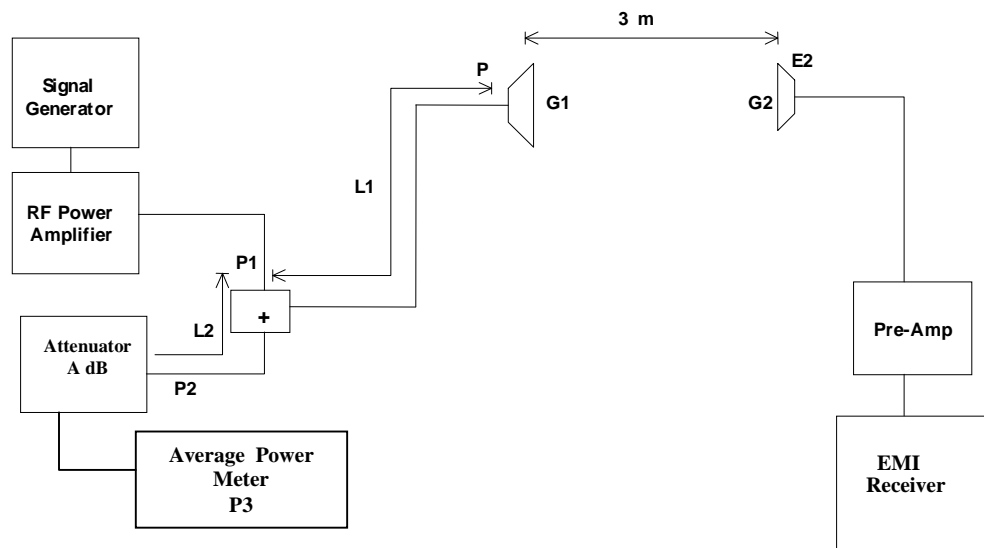 3 m
P
E2
Signal
Generator
G1
G2
L1
RF Power
Amplifier
P1
+
L2
Pre-Amp
Attenuator
A dB
P2
Average Power
Meter
P3
EMI
Receiver